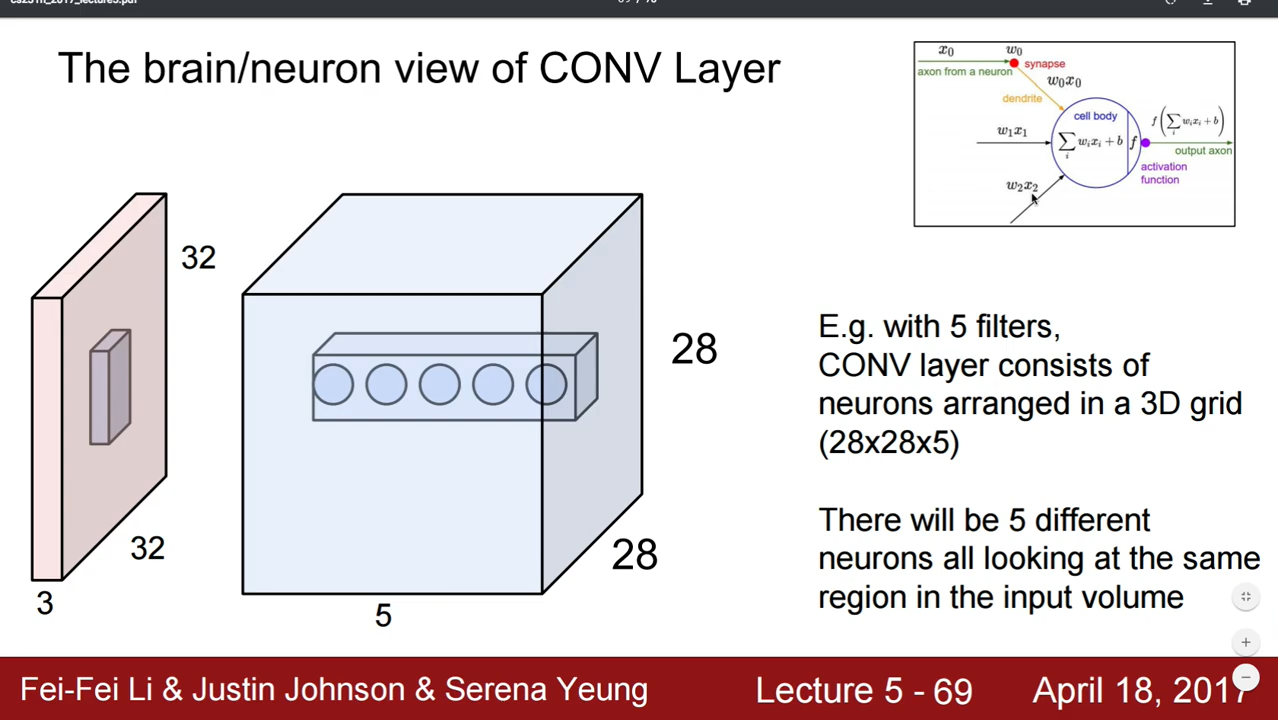 The brain/neuron view of CONV Layer
x₀
w₀
synapse
axon from a neuron
w₀x₀
dendrite
cell body
f(∑ᵢ wᵢxᵢ + b)
w₁x₁
∑ᵢ wᵢxᵢ + b
f
output axon
activation
function
w₂x₂
32
28
E.g. with 5 filters,
CONV layer consists of
neurons arranged in a 3D grid
(28x28x5)
There will be 5 different
neurons all looking at the same
region in the input volume
32
28
3
5
Fei-Fei Li & Justin Johnson & Serena Yeung
Lecture 5 - 69
April 18, 2017